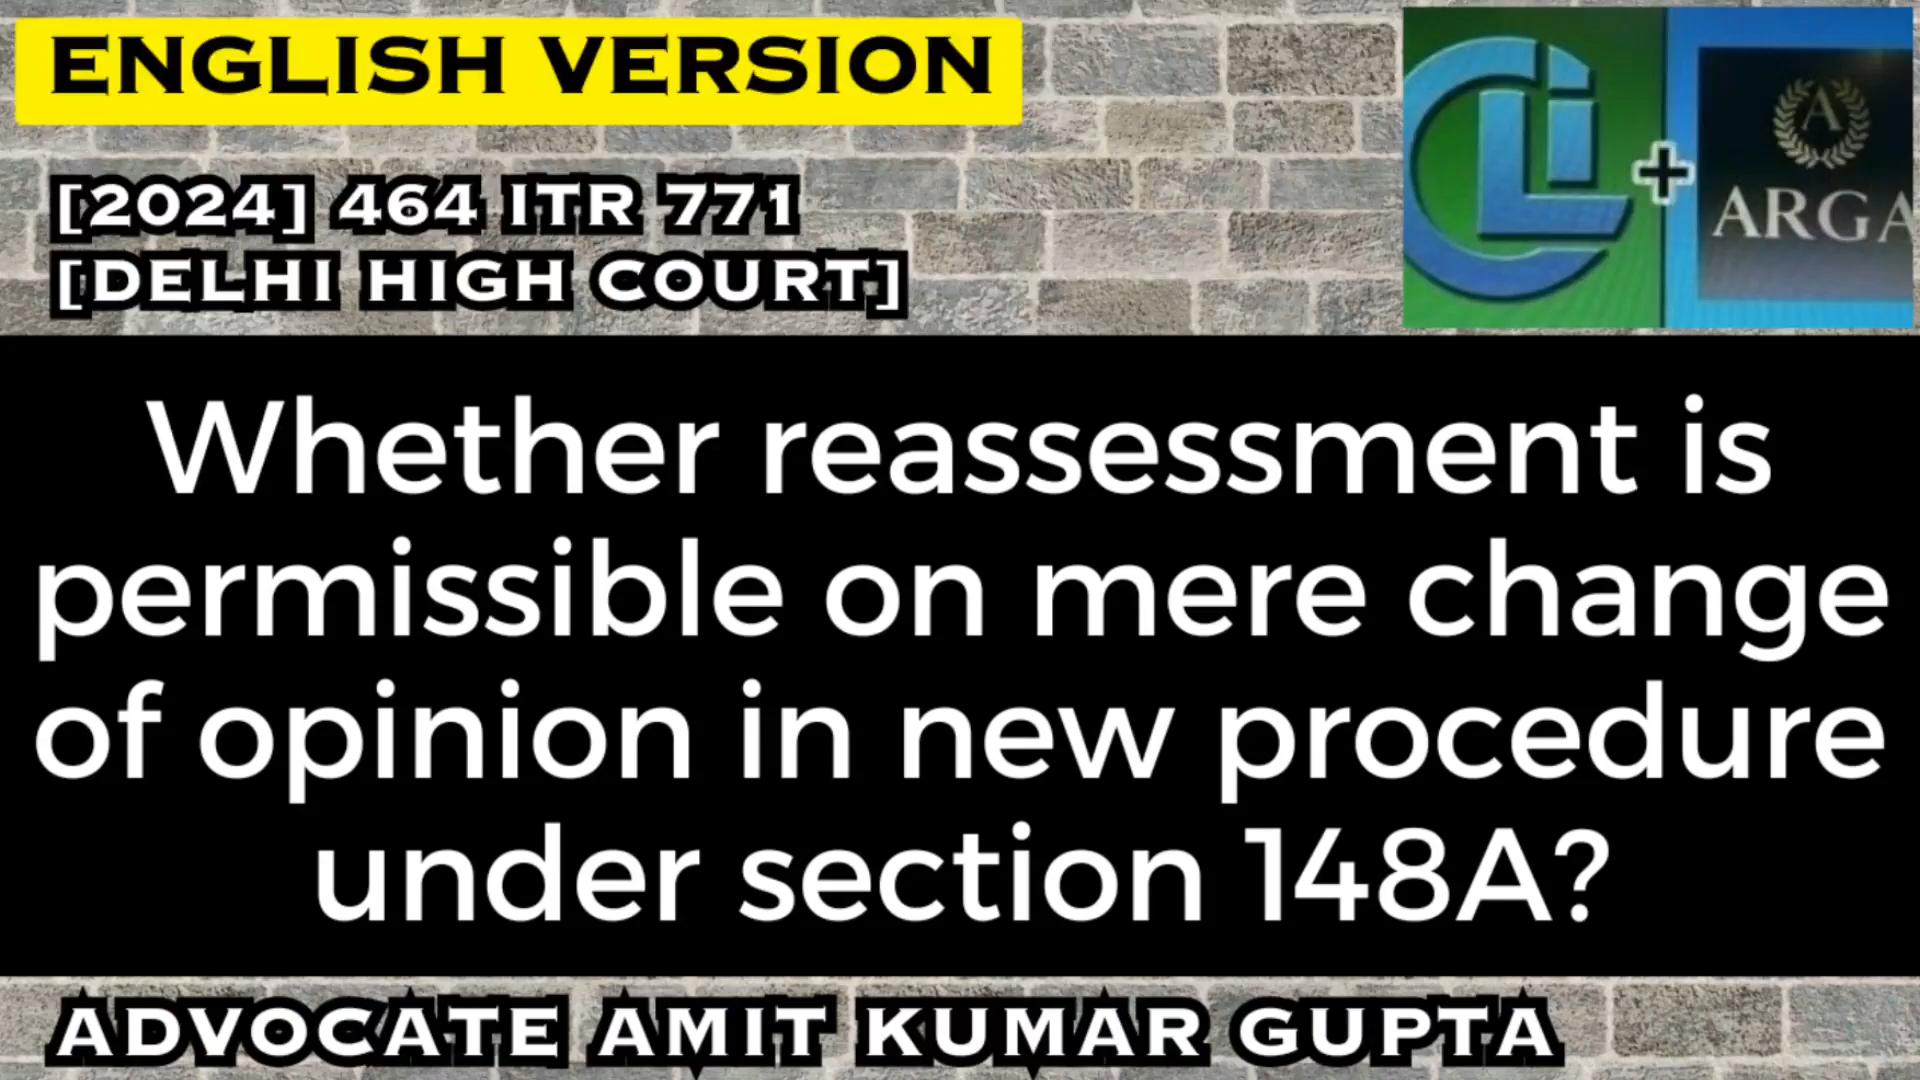 ENGLISH VERSION
[2024] 464 ITR 771
[DELHI HIGH COURT]
CLI
+
A
ARGA
Whether reassessment is
permissible on mere change
of opinion in new procedure
under section 148A?
ADVOCATE AMIT KUMAR GUPTA